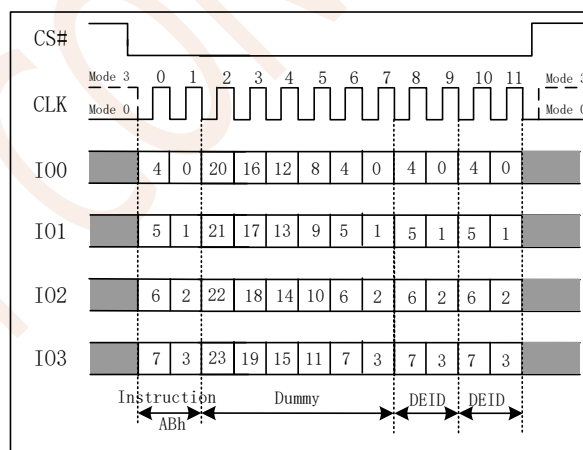 CS#
Mode 3 0 1 2 3 4 5 6 7 8 9 10 11 Mode 3
CLK
Mode 0 Mode 0
IO0 4 0 20 16 12 8 4 0 4 0 4 0
IO1 5 1 21 17 13 9 5 1 5 1 5 1
IO2 6 2 22 18 14 10 6 2 6 2 6 2
IO3 7 3 23 19 15 11 7 3 7 3 7 3
Instruction Dummy DEID DEID
ABh